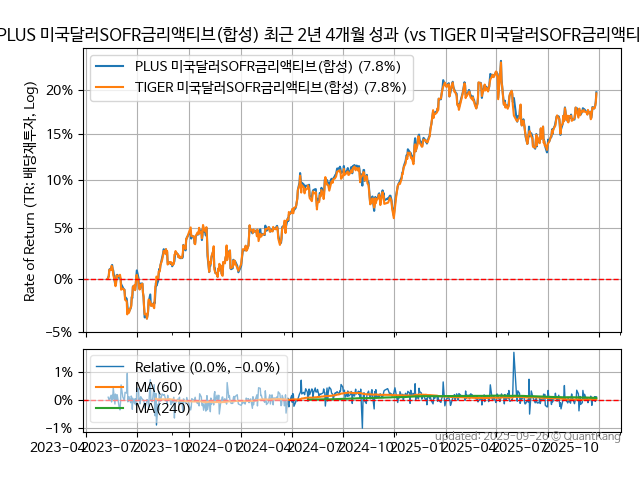 PLUS 미국달러SOFR금리액티브(합성) 최근 2년 4개월 성과 (vs TIGER 미국달러SOFR금리액티
PLUS 미국달러SOFR금리액티브(합성) (7.8%)
TIGER 미국달러SOFR금리액티브(합성) (7.8%)
Rate of Return (TR: 배당재투자, Log)
20%
15%
10%
5%
0%
−5%
Relative (0.0%, −0.0%)
MA(60)
MA(240)
1%
0%
−1%
2023-04 2023-07 2023-10 2024-01 2024-04 2024-07 2024-10 2025-01 2025-04 2025-07 2025-10
updated: 2025-09-26 © QuantKang